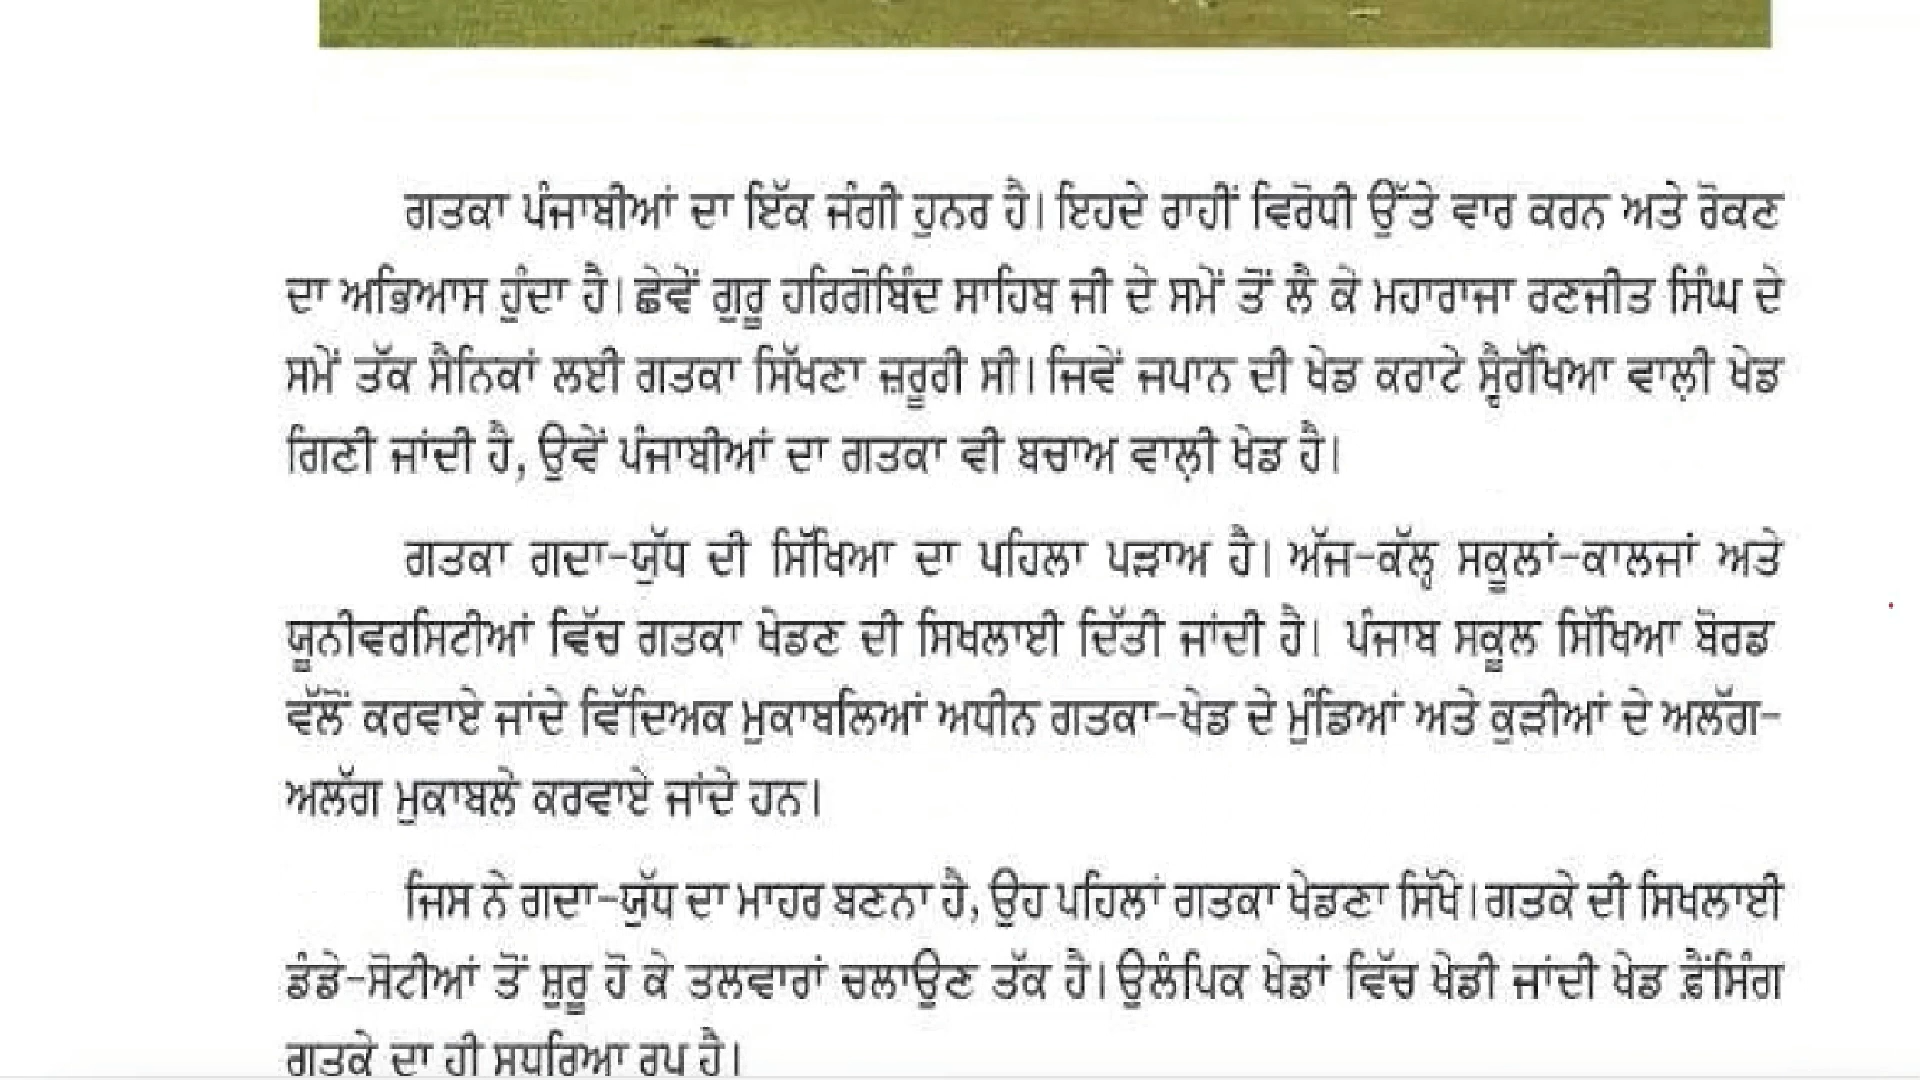 ਗਤਕਾ ਪੰਜਾਬੀਆਂ ਦਾ ਇੱਕ ਜੰਗੀ ਹੁਨਰ ਹੈ। ਇਹਦੇ ਰਾਹੀਂ ਵਿਰੋਧੀ ਉੱਤੇ ਵਾਰ ਕਰਨ ਅਤੇ ਰੋਕਣ
ਦਾ ਅਭਿਆਸ ਹੁੰਦਾ ਹੈ। ਛੇਵੇਂ ਗੁਰੂ ਹਰਿਗੋਬਿੰਦ ਸਾਹਿਬ ਜੀ ਦੇ ਸਮੇਂ ਤੋਂ ਲੈ ਕੇ ਮਹਾਰਾਜਾ ਰਣਜੀਤ ਸਿੰਘ ਦੇ
ਸਮੇਂ ਤੱਕ ਸੈਨਿਕਾਂ ਲਈ ਗਤਕਾ ਸਿੱਖਣਾ ਜ਼ਰੂਰੀ ਸੀ। ਜਿਵੇਂ ਜਪਾਨ ਦੀ ਖੇਡ ਕਰਾਟੇ ਸ੍ਵੈਰੱਖਿਆ ਵਾਲ਼ੀ ਖੇਡ
ਗਿਣੀ ਜਾਂਦੀ ਹੈ, ਉਵੇਂ ਪੰਜਾਬੀਆਂ ਦਾ ਗਤਕਾ ਵੀ ਬਚਾਅ ਵਾਲ਼ੀ ਖੇਡ ਹੈ।
ਗਤਕਾ ਗਦਾ-ਯੁੱਧ ਦੀ ਸਿੱਖਿਆ ਦਾ ਪਹਿਲਾ ਪੜਾਅ ਹੈ। ਅੱਜ-ਕੱਲ੍ਹ ਸਕੂਲਾਂ-ਕਾਲਜਾਂ ਅਤੇ
ਯੂਨੀਵਰਸਿਟੀਆਂ ਵਿੱਚ ਗਤਕਾ ਖੇਡਣ ਦੀ ਸਿਖਲਾਈ ਦਿੱਤੀ ਜਾਂਦੀ ਹੈ। ਪੰਜਾਬ ਸਕੂਲ ਸਿੱਖਿਆ ਬੋਰਡ
ਵੱਲੋਂ ਕਰਵਾਏ ਜਾਂਦੇ ਵਿੱਦਿਅਕ ਮੁਕਾਬਲਿਆਂ ਅਧੀਨ ਗਤਕਾ-ਖੇਡ ਦੇ ਮੁੰਡਿਆਂ ਅਤੇ ਕੁੜੀਆਂ ਦੇ ਅਲੱਗ-
ਅਲੱਗ ਮੁਕਾਬਲੇ ਕਰਵਾਏ ਜਾਂਦੇ ਹਨ।
ਜਿਸ ਨੇ ਗਦਾ-ਯੁੱਧ ਦਾ ਮਾਹਰ ਬਣਨਾ ਹੈ, ਉਹ ਪਹਿਲਾਂ ਗਤਕਾ ਖੇਡਣਾ ਸਿੱਖੇ। ਗਤਕੇ ਦੀ ਸਿਖਲਾਈ
ਡੰਡੇ-ਸੋਟੀਆਂ ਤੋਂ ਸ਼ੁਰੂ ਹੋ ਕੇ ਤਲਵਾਰਾਂ ਚਲਾਉਣ ਤੱਕ ਹੈ। ਉਲੰਪਿਕ ਖੇਡਾਂ ਵਿੱਚ ਖੇਡੀ ਜਾਂਦੀ ਖੇਡ ਫ਼ੈਂਸਿੰਗ
ਗਤਕੇ ਦਾ ਹੀ ਸੁਧਰਿਆ ਰੂਪ ਹੈ।